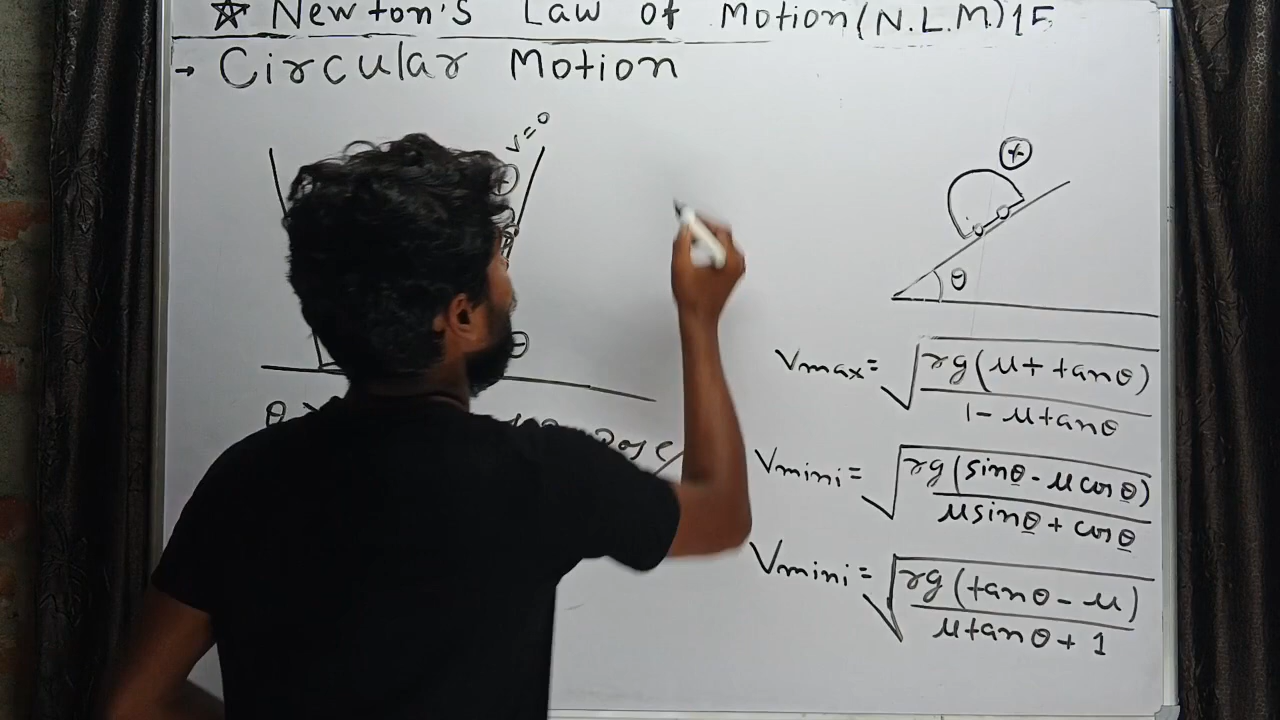 ☆ Newton's Law of Motion (N.L.M) 15
→ Circular Motion
v=0
θ
θ
+
θ
Vmax = √rg(μ + tanθ)
1 - μtanθ
Vmini = √rg(sinθ - μcosθ)
μsinθ + cosθ
Vmini = √rg(tanθ - μ)
μtanθ + 1